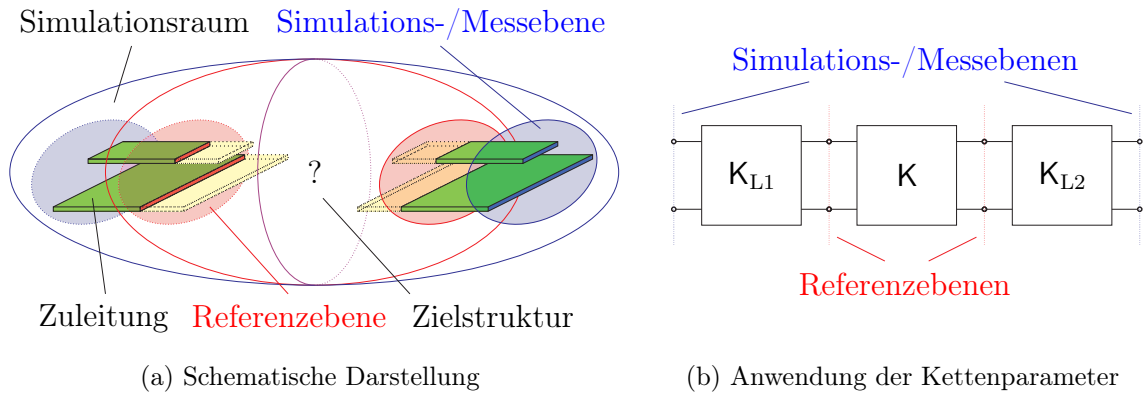 Simulationsraum
Simulations-/Messebene
?
Zuleitung
Referenzebene
Zielstruktur
(a) Schematische Darstellung
Simulations-/Messebenen
K_L1
K
K_L2
Referenzebenen
(b) Anwendung der Kettenparameter